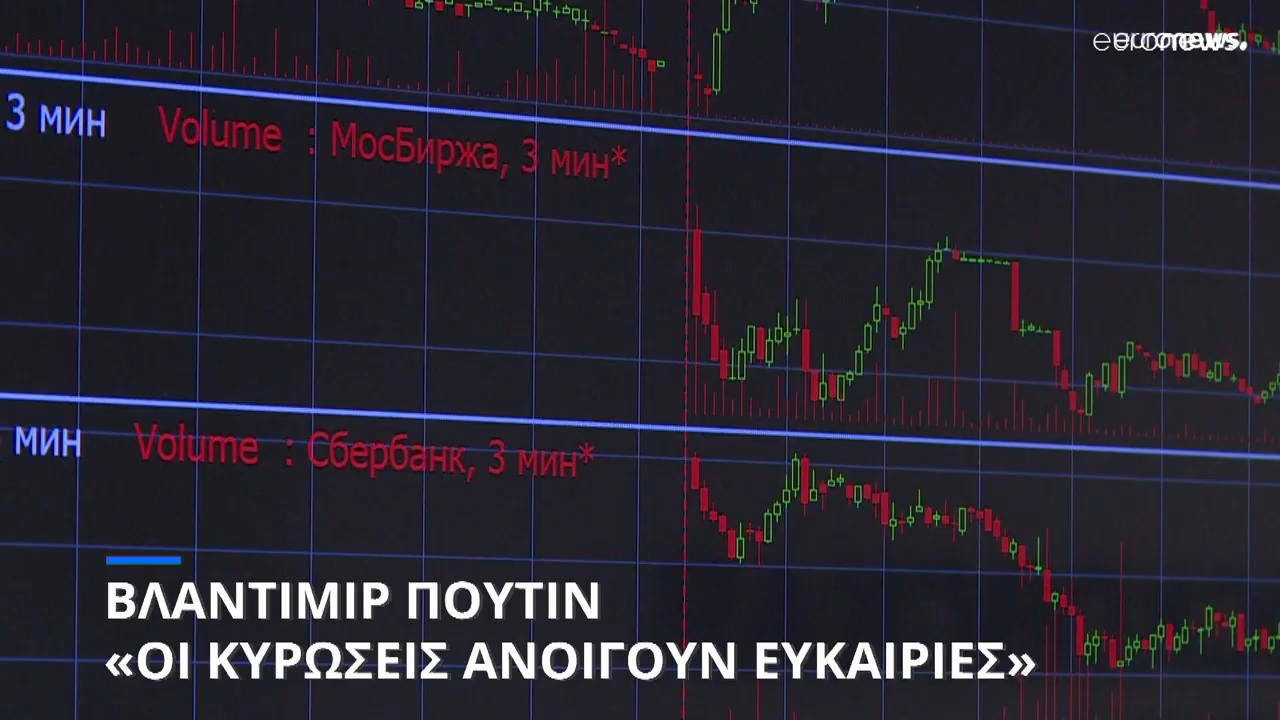 euronews.
3 мин Volume : МосБиржа, 3 мин*
мин Volume : Сбербанк, 3 мин*
ΒΛΑΝΤΙΜΙΡ ΠΟΥΤΙΝ
«ΟΙ ΚΥΡΩΣΕΙΣ ΑΝΟΙΓΟΥΝ ΕΥΚΑΙΡΙΕΣ»